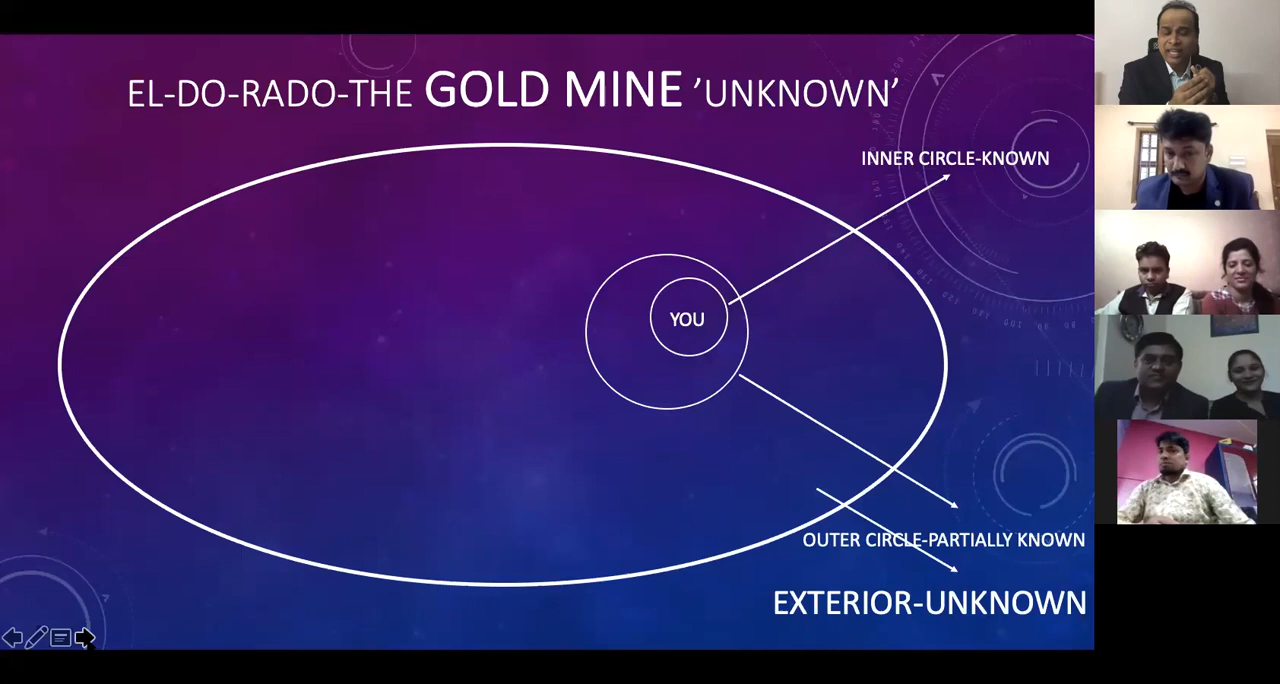 EL-DO-RADO-THE GOLD MINE ’UNKNOWN’
INNER CIRCLE-KNOWN
YOU
OUTER CIRCLE-PARTIALLY KNOWN
EXTERIOR-UNKNOWN